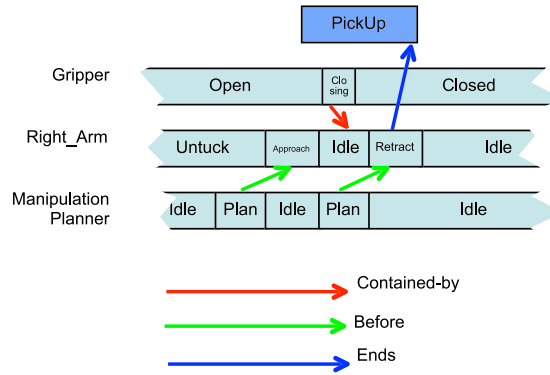 PickUp
Gripper
Open
Clo
sing
Closed
Right_Arm
Untuck
Approach
Idle
Retract
Idle
Manipulation
Planner
Idle
Plan
Idle
Plan
Idle
Contained-by
Before
Ends